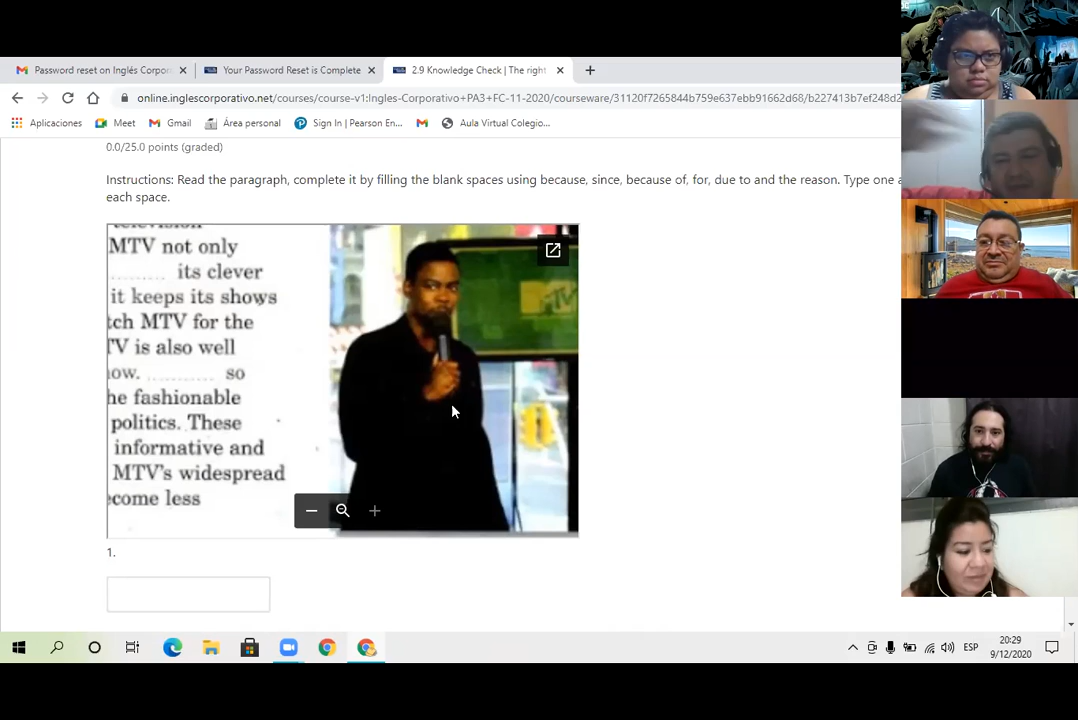 Password reset on Inglés Corpor
Your Password Reset is Complete
2.9 Knowledge Check | The right
online.inglescorporativo.net/courses/course-v1:Ingles-Corporativo+PA3+FC-11-2020/courseware/31120f7265844b759e637ebb91662d68/b227413b7ef248d2
Aplicaciones
Meet
Gmail
Área personal
Sign In | Pearson En...
Aula Virtual Colegio...
0.0/25.0 points (graded)
Instructions: Read the paragraph, complete it by filling the blank spaces using because, since, because of, for, due to and the reason. Type one a
each space.
television
MTV not only
............ its clever
it keeps its shows
tch MTV for the
TV is also well
ow. ............ so
he fashionable
politics. These
informative and
MTV's widespread
ecome less
MTV
1.
ESP
20:29
9/12/2020